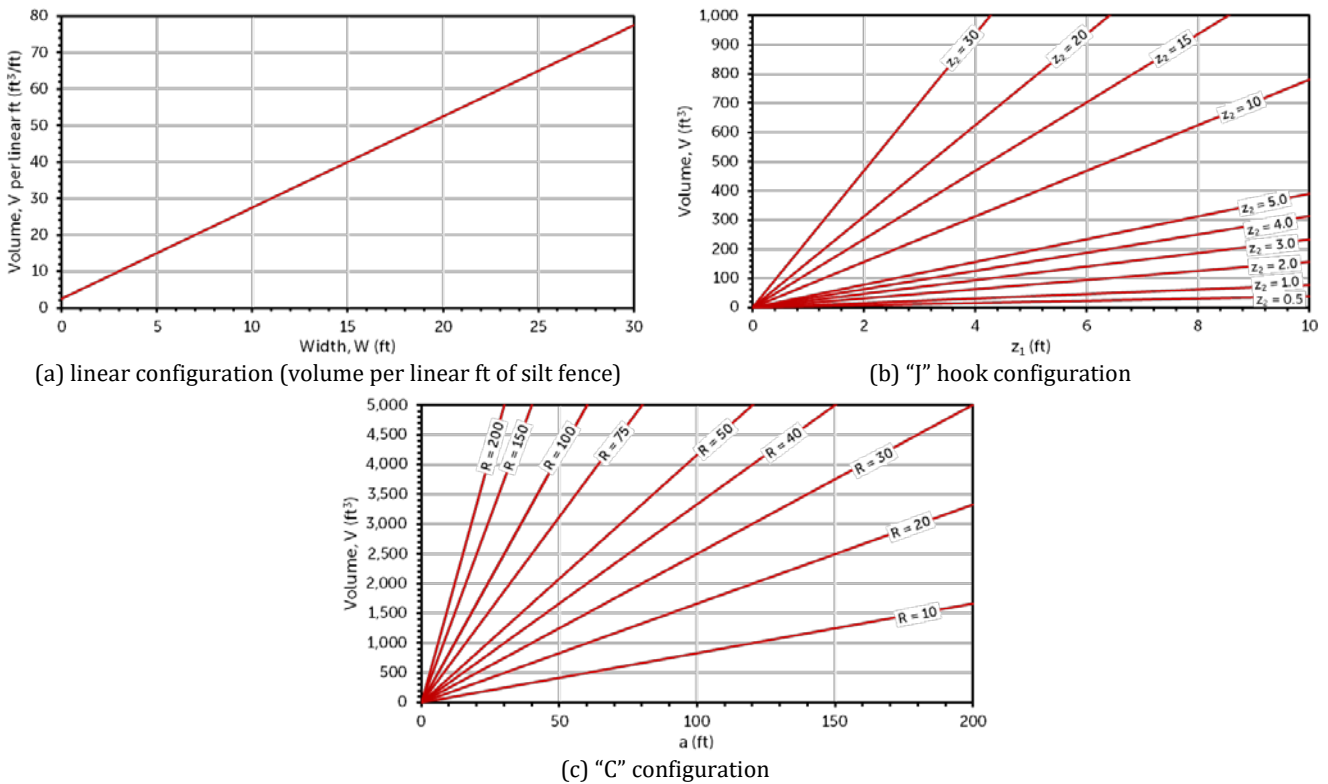 80
70
60
50
40
30
20
10
0
Volume, V per linear ft (ft³/ft)
0 5 10 15 20 25 30
Width, W (ft)
(a) linear configuration (volume per linear ft of silt fence)
1,000
900
800
700
600
500
400
300
200
100
0
Volume, V (ft³)
z₂ = 30
z₂ = 20
z₂ = 15
z₂ = 10
z₂ = 5.0
z₂ = 4.0
z₂ = 3.0
z₂ = 2.0
z₂ = 1.0
z₂ = 0.5
0 2 4 6 8 10
z₁ (ft)
(b) “J” hook configuration
5,000
4,500
4,000
3,500
3,000
2,500
2,000
1,500
1,000
500
0
Volume, V (ft³)
R = 200
R = 150
R = 100
R = 75
R = 50
R = 40
R = 30
R = 20
R = 10
0 50 100 150 200
a (ft)
(c) “C” configuration